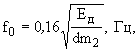 f₀ = 0,16√(E_д / dm₂), Гц,